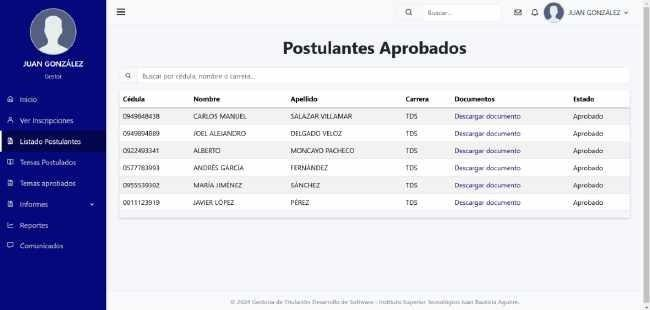 Buscar...
JUAN GONZÁLEZ
JUAN GONZÁLEZ
Gestor
Inicio
Ver Inscripciones
Listado Postulantes
Temas Postulados
Temas aprobados
Informes
Reportes
Comunicados
Postulantes Aprobados
Buscar por cédula, nombre o carrera...
Cédula Nombre Apellido Carrera Documentos Estado
0949848438 CARLOS MANUEL SALAZAR VILLAMAR TDS Descargar documento Aprobado
0949894889 JOEL ALEJANDRO DELGADO VELOZ TDS Descargar documento Aprobado
0922493341 ALBERTO MONCAYO PACHECO TDS Descargar documento Aprobado
0577783993 ANDRÉS GARCÍA FERNÁNDEZ TDS Descargar documento Aprobado
0955539302 MARÍA JIMÉNEZ SÁNCHEZ TDS Descargar documento Aprobado
0911123919 JAVIER LÓPEZ PÉREZ TDS Descargar documento Aprobado
© 2024 Gestoria de Titulación Desarrollo de Software - Instituto Superior Tecnológico Juan Bautista Aguirre.